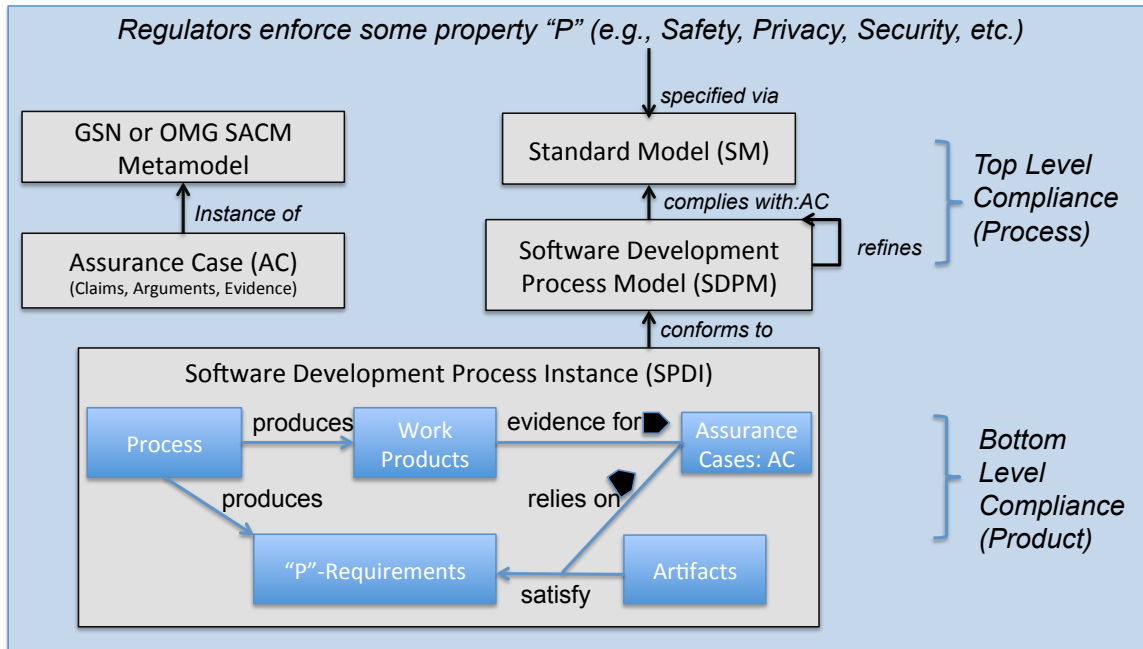 Regulators enforce some property “P” (e.g., Safety, Privacy, Security, etc.)
specified via
GSN or OMG SACM
Metamodel
Standard Model (SM)
Top Level
Compliance
(Process)
Instance of
complies with:AC
Assurance Case (AC)
(Claims, Arguments, Evidence)
Software Development
Process Model (SDPM)
refines
conforms to
Software Development Process Instance (SPDI)
Process
produces
Work
Products
evidence for
Assurance
Cases: AC
produces
relies on
“P”-Requirements
satisfy
Artifacts
Bottom
Level
Compliance
(Product)